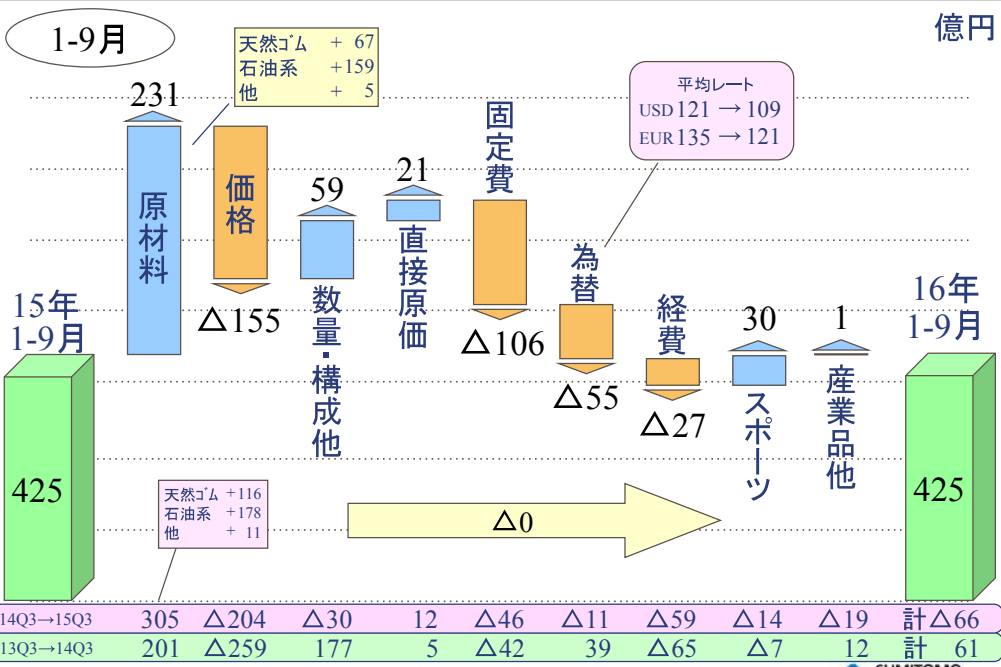 1-9月
億円
天然ｺﾞﾑ + 67
石油系 +159
他 + 5
平均レート
USD 121 → 109
EUR 135 → 121
231
原材料
価格
△155
59
数量・構成他
21
直接原価
固定費
△106
為替
△55
経費
△27
30
スポーツ
1
産業品他
15年
1-9月
425
16年
1-9月
425
天然ｺﾞﾑ +116
石油系 +178
他 + 11
△0
14Q3→15Q3 305 △204 △30 12 △46 △11 △59 △14 △19 計 △66
13Q3→14Q3 201 △259 177 5 △42 39 △65 △7 12 計 61
SUMITOMO